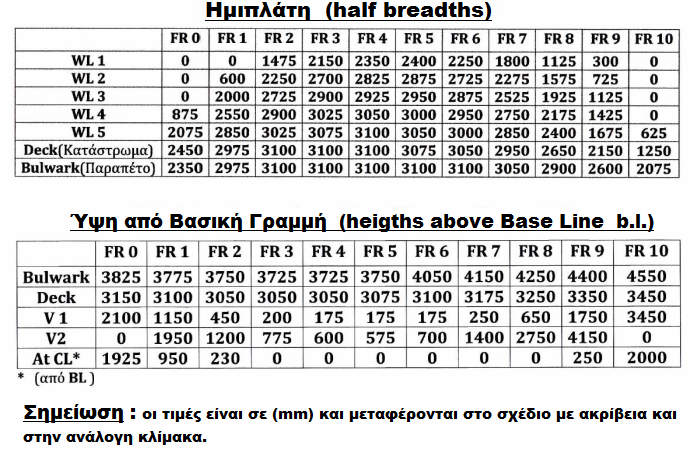 Ημιπλάτη (half breadths)
FR 0 FR 1 FR 2 FR 3 FR 4 FR 5 FR 6 FR 7 FR 8 FR 9 FR 10
WL 1 0 0 1475 2150 2350 2400 2250 1800 1125 300 0
WL 2 0 600 2250 2700 2825 2875 2725 2275 1575 725 0
WL 3 0 2000 2725 2900 2925 2950 2875 2525 1925 1125 0
WL 4 875 2550 2900 3025 3050 3000 2950 2750 2175 1425 0
WL 5 2075 2850 3025 3075 3100 3050 3000 2850 2400 1675 625
Deck(Κατάστρωμα) 2450 2975 3100 3100 3100 3075 3050 2950 2650 2150 1250
Bulwark(Παραπέτο) 2350 2975 3100 3100 3100 3100 3100 3050 2900 2600 2075
Ύψη από Βασική Γραμμή (heigths above Base Line b.l.)
FR 0 FR 1 FR 2 FR 3 FR 4 FR 5 FR 6 FR 7 FR 8 FR 9 FR 10
Bulwark 3825 3775 3750 3725 3725 3750 4050 4150 4250 4400 4550
Deck 3150 3100 3050 3050 3050 3075 3100 3175 3250 3350 3450
V 1 2100 1150 450 200 175 175 175 250 650 1750 3450
V2 0 1950 1200 775 600 575 700 1400 2750 4150 0
At CL* 1925 950 230 0 0 0 0 0 0 250 2000
* (από BL )
Σημείωση : οι τιμές είναι σε (mm) και μεταφέρονται στο σχέδιο με ακρίβεια και
στην ανάλογη κλίμακα.